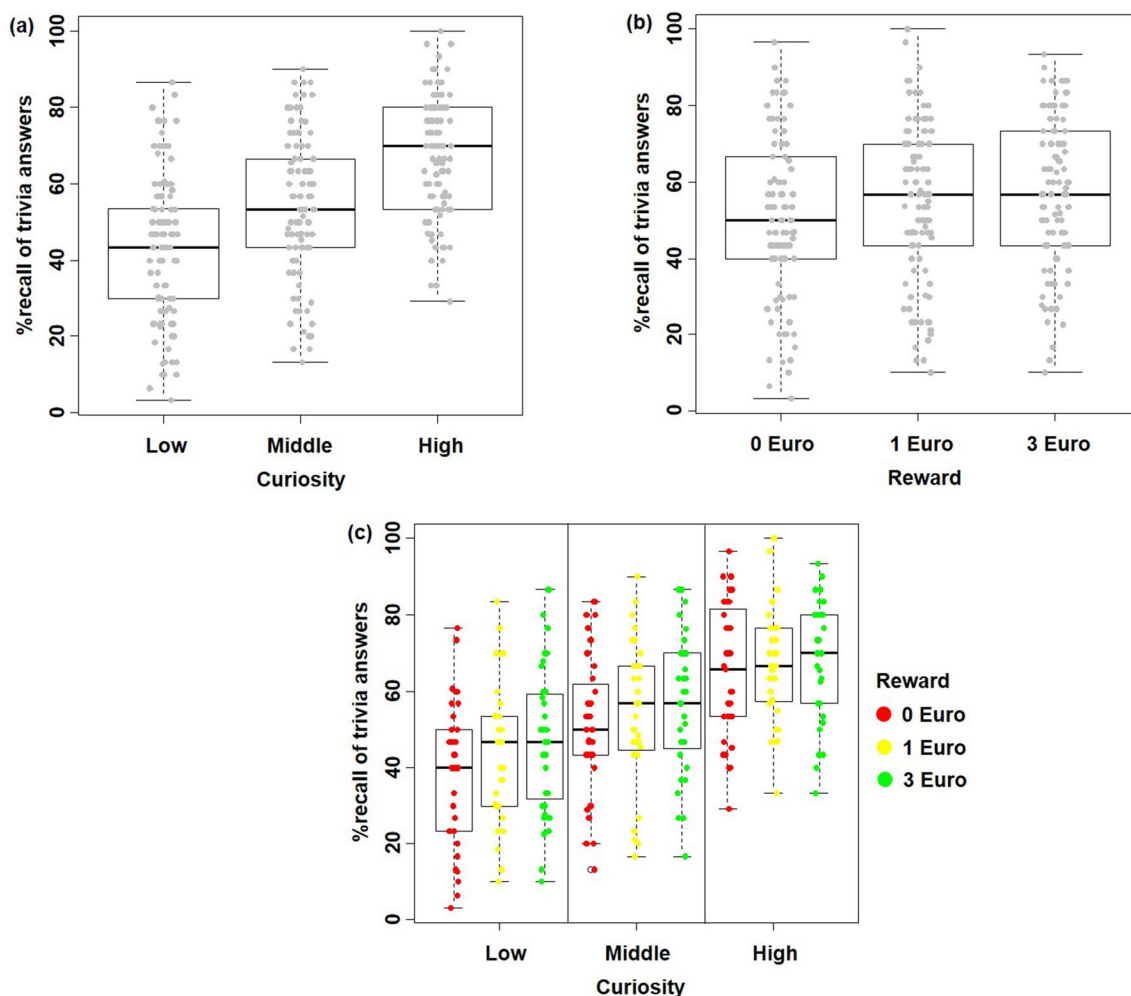 (a)
%recall of trivia answers
0 20 40 60 80 100
Low Middle High
Curiosity
(b)
%recall of trivia answers
0 20 40 60 80 100
0 Euro 1 Euro 3 Euro
Reward
(c)
%recall of trivia answers
0 20 40 60 80 100
Low Middle High
Curiosity
Reward
0 Euro
1 Euro
3 Euro